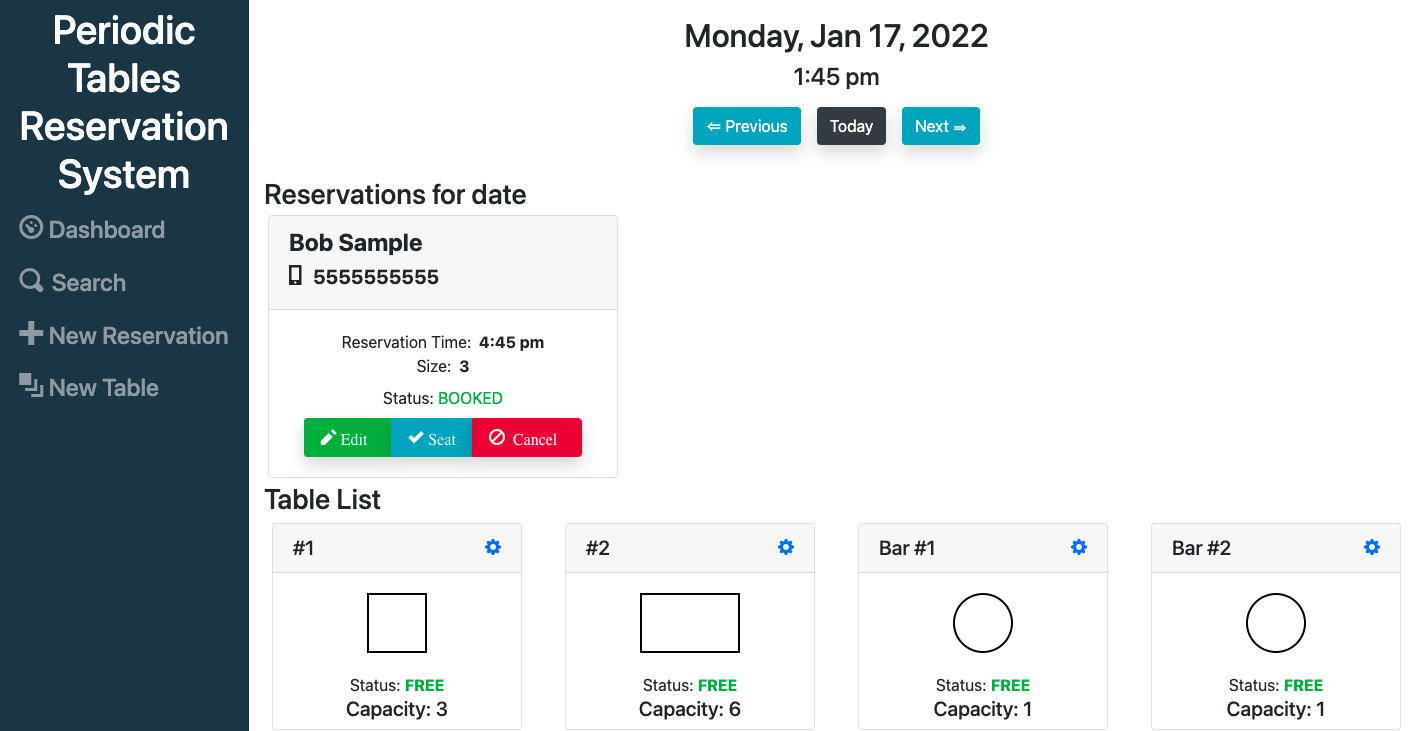 Periodic
Tables
Reservation
System
Dashboard
Search
New Reservation
New Table
Monday, Jan 17, 2022
1:45 pm
⇐ Previous
Today
Next ⇒
Reservations for date
Bob Sample
5555555555
Reservation Time: 4:45 pm
Size: 3
Status: BOOKED
Edit
Seat
Cancel
Table List
#1
Status: FREE
Capacity: 3
#2
Status: FREE
Capacity: 6
Bar #1
Status: FREE
Capacity: 1
Bar #2
Status: FREE
Capacity: 1